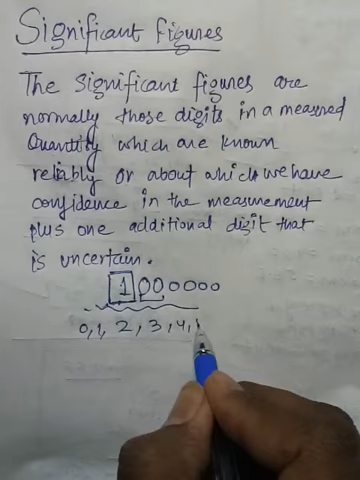 Significant figures
The Significant figures are
normally those digits in a measured
Quantity which are known
reliably or about which we have
confidence in the measurement
plus one additional digit that
is uncertain.
1000000
0,1, 2, 3, 4,